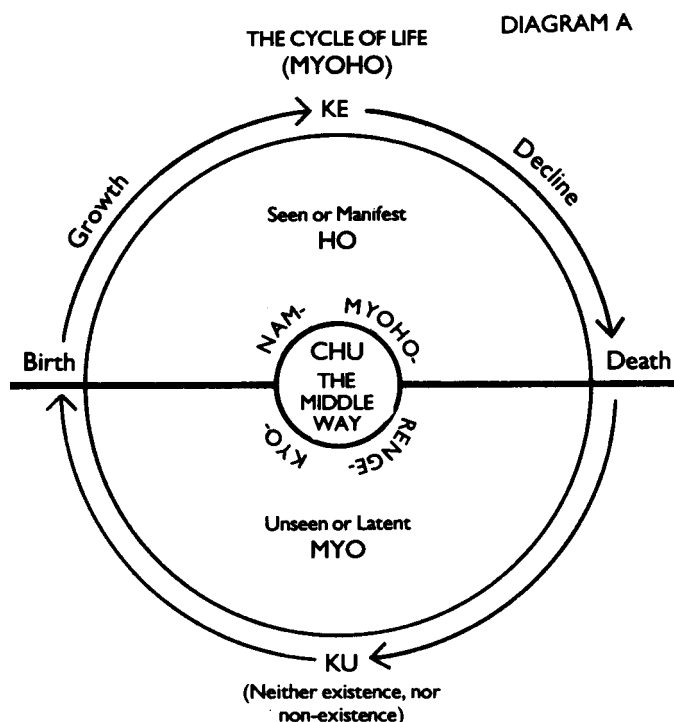 DIAGRAM A
THE CYCLE OF LIFE
(MYOHO)
KE
Growth
Decline
Seen or Manifest
HO
NAM-
MYOHO-
Birth
CHU
THE
MIDDLE
WAY
Death
RENGE-
KYO-
Unseen or Latent
MYO
KU
(Neither existence, nor
non-existence)